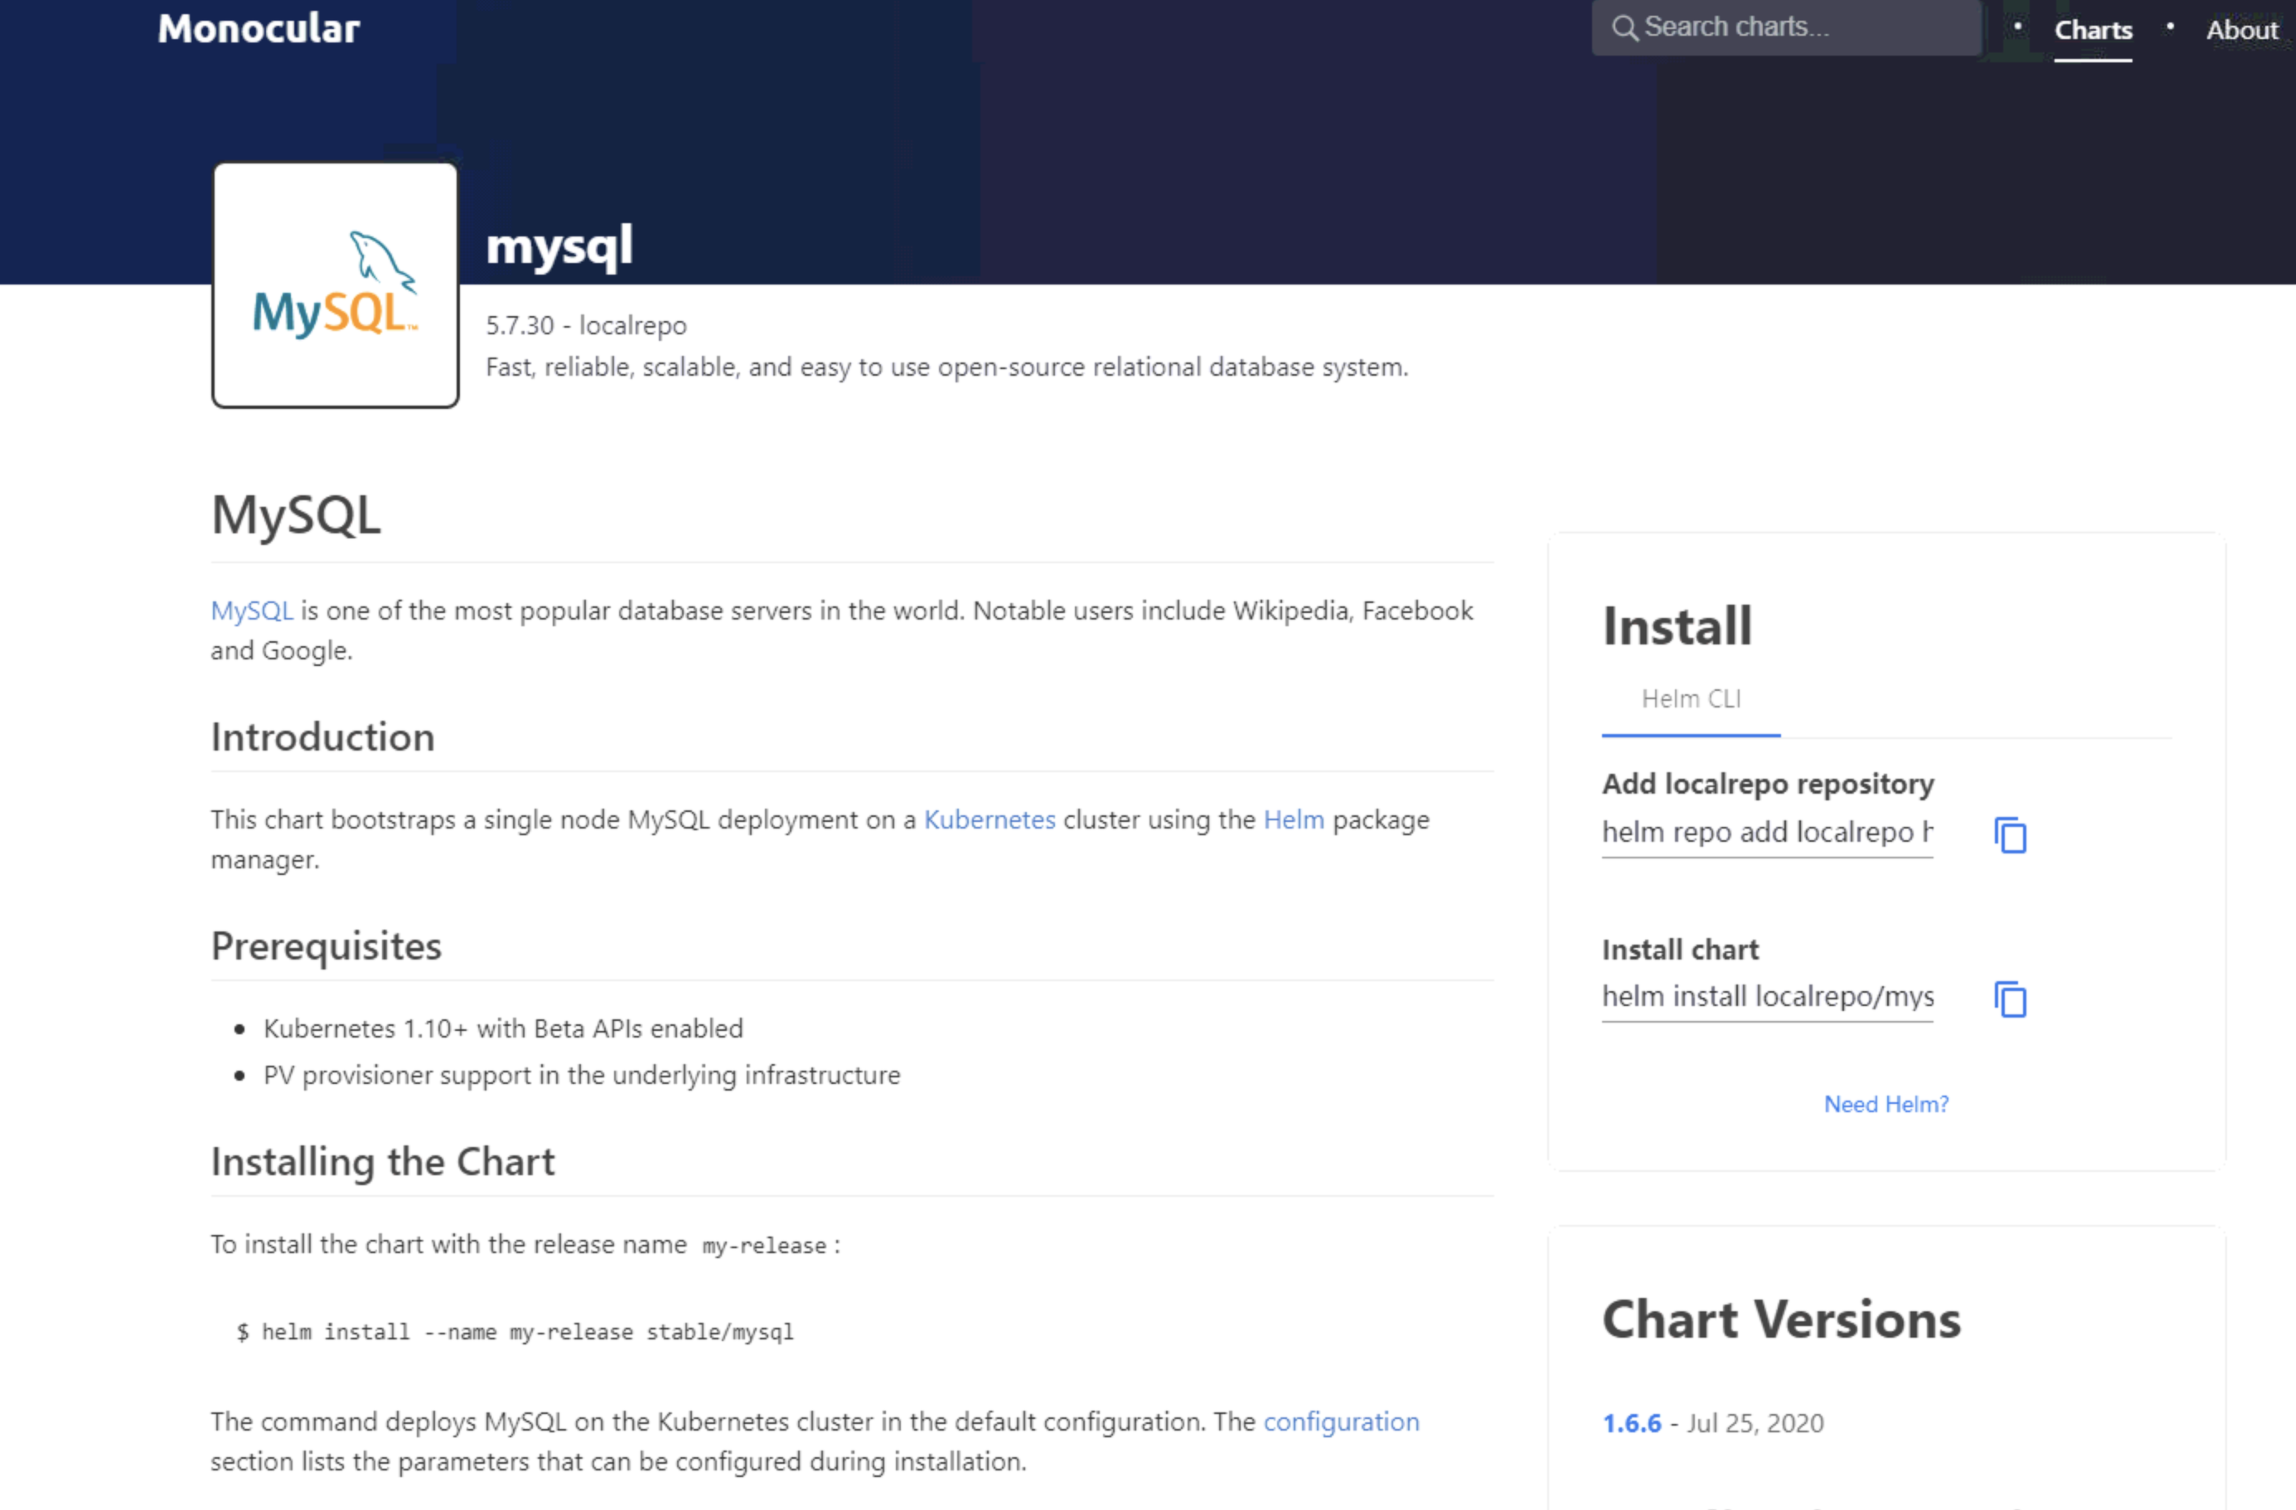 Monocular
Search charts...
Charts
About
MySQL™
mysql
5.7.30 - localrepo
Fast, reliable, scalable, and easy to use open-source relational database system.
MySQL
MySQL is one of the most popular database servers in the world. Notable users include Wikipedia, Facebook
and Google.
Introduction
This chart bootstraps a single node MySQL deployment on a Kubernetes cluster using the Helm package
manager.
Prerequisites
• Kubernetes 1.10+ with Beta APIs enabled
• PV provisioner support in the underlying infrastructure
Installing the Chart
To install the chart with the release name my-release :
$ helm install --name my-release stable/mysql
The command deploys MySQL on the Kubernetes cluster in the default configuration. The configuration
section lists the parameters that can be configured during installation.
Install
Helm CLI
Add localrepo repository
helm repo add localrepo h
Install chart
helm install localrepo/mys
Need Helm?
Chart Versions
1.6.6 - Jul 25, 2020